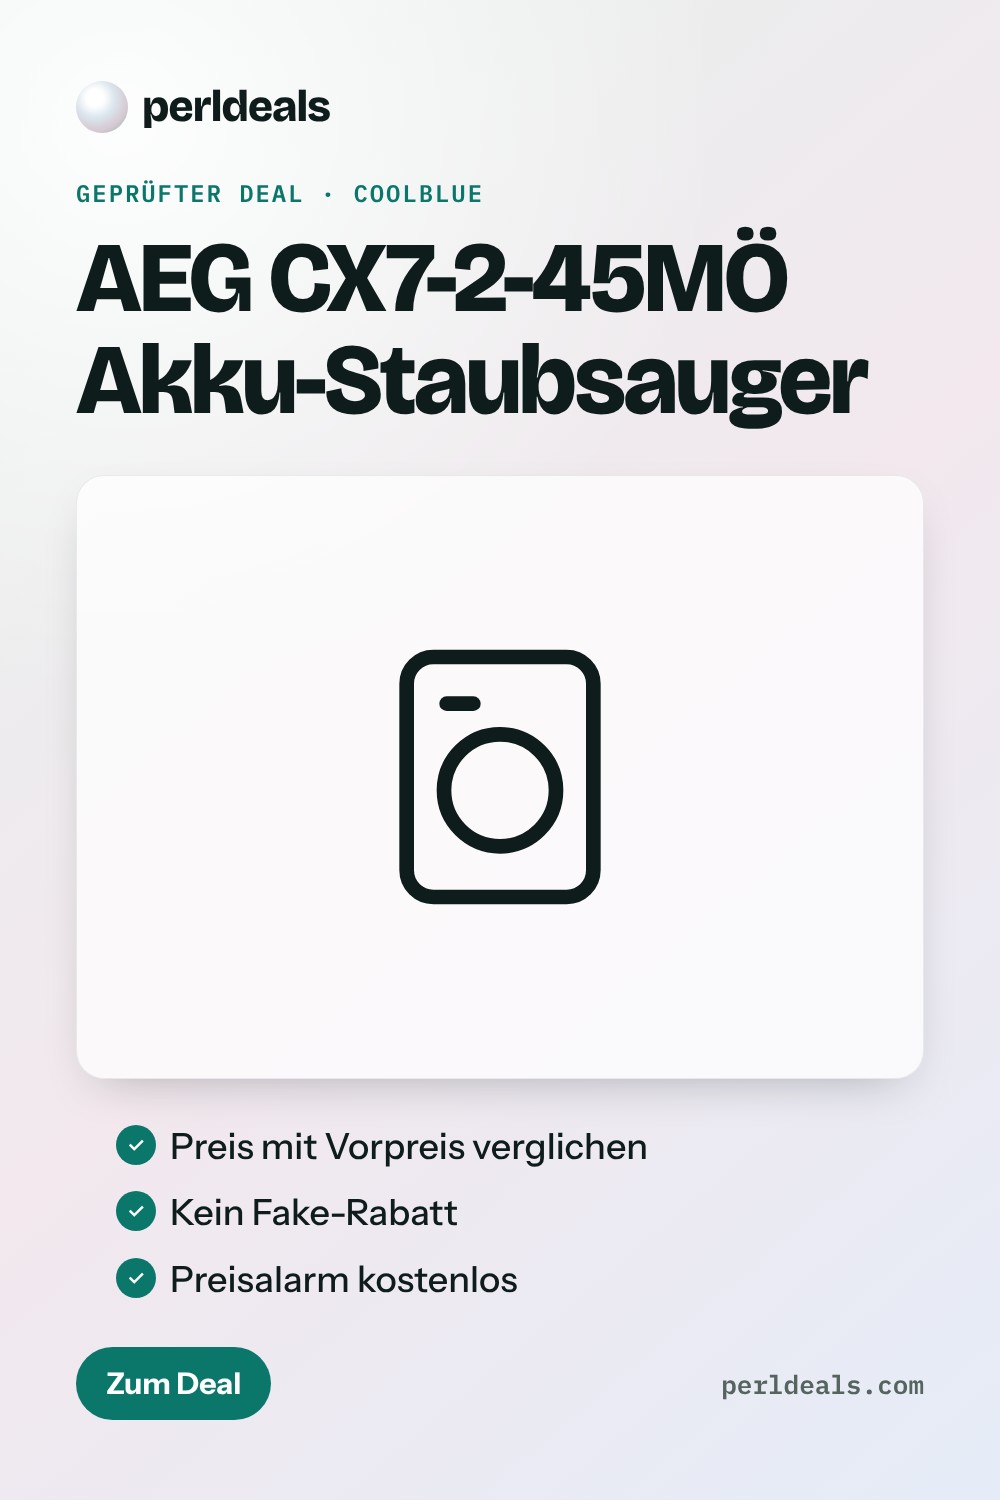 perldeals
GEPRÜFTER DEAL · COOLBLUE
AEG CX7-2-45MÖ
Akku-Staubsauger
Preis mit Vorpreis verglichen
Kein Fake-Rabatt
Preisalarm kostenlos
Zum Deal
perldeals.com